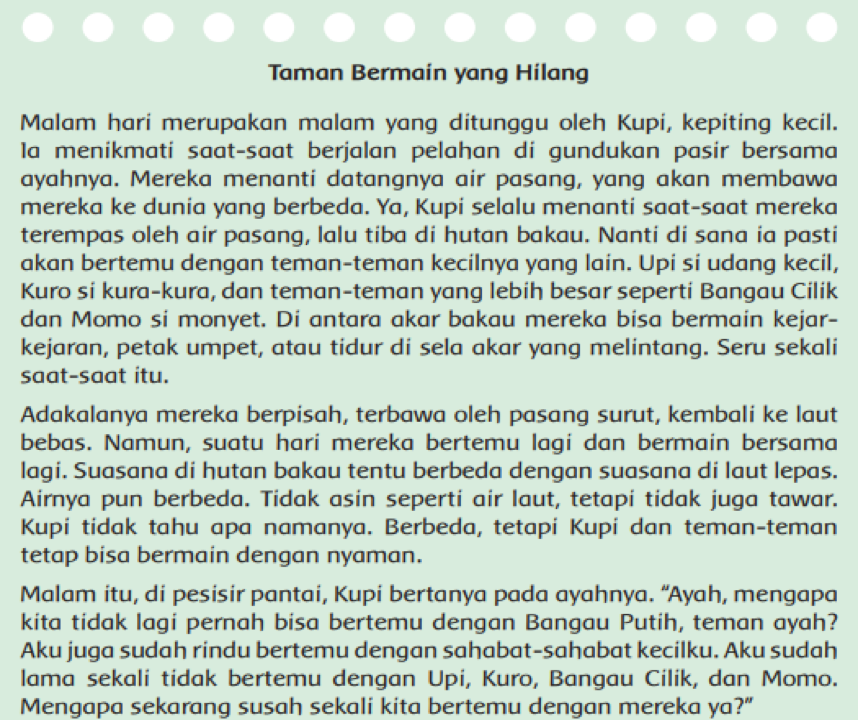 Taman Bermain yang Hilang
Malam hari merupakan malam yang ditunggu oleh Kupi, kepiting kecil.
Ia menikmati saat-saat berjalan pelahan di gundukan pasir bersama
ayahnya. Mereka menanti datangnya air pasang, yang akan membawa
mereka ke dunia yang berbeda. Ya, Kupi selalu menanti saat-saat mereka
terempas oleh air pasang, lalu tiba di hutan bakau. Nanti di sana ia pasti
akan bertemu dengan teman-teman kecilnya yang lain. Upi si udang kecil,
Kuro si kura-kura, dan teman-teman yang lebih besar seperti Bangau Cilik
dan Momo si monyet. Di antara akar bakau mereka bisa bermain kejar-
kejaran, petak umpet, atau tidur di sela akar yang melintang. Seru sekali
saat-saat itu.
Adakalanya mereka berpisah, terbawa oleh pasang surut, kembali ke laut
bebas. Namun, suatu hari mereka bertemu lagi dan bermain bersama
lagi. Suasana di hutan bakau tentu berbeda dengan suasana di laut lepas.
Airnya pun berbeda. Tidak asin seperti air laut, tetapi tidak juga tawar.
Kupi tidak tahu apa namanya. Berbeda, tetapi Kupi dan teman-teman
tetap bisa bermain dengan nyaman.
Malam itu, di pesisir pantai, Kupi bertanya pada ayahnya. “Ayah, mengapa
kita tidak lagi pernah bisa bertemu dengan Bangau Putih, teman ayah?
Aku juga sudah rindu bertemu dengan sahabat-sahabat kecilku. Aku sudah
lama sekali tidak bertemu dengan Upi, Kuro, Bangau Cilik, dan Momo.
Mengapa sekarang susah sekali kita bertemu dengan mereka ya?”